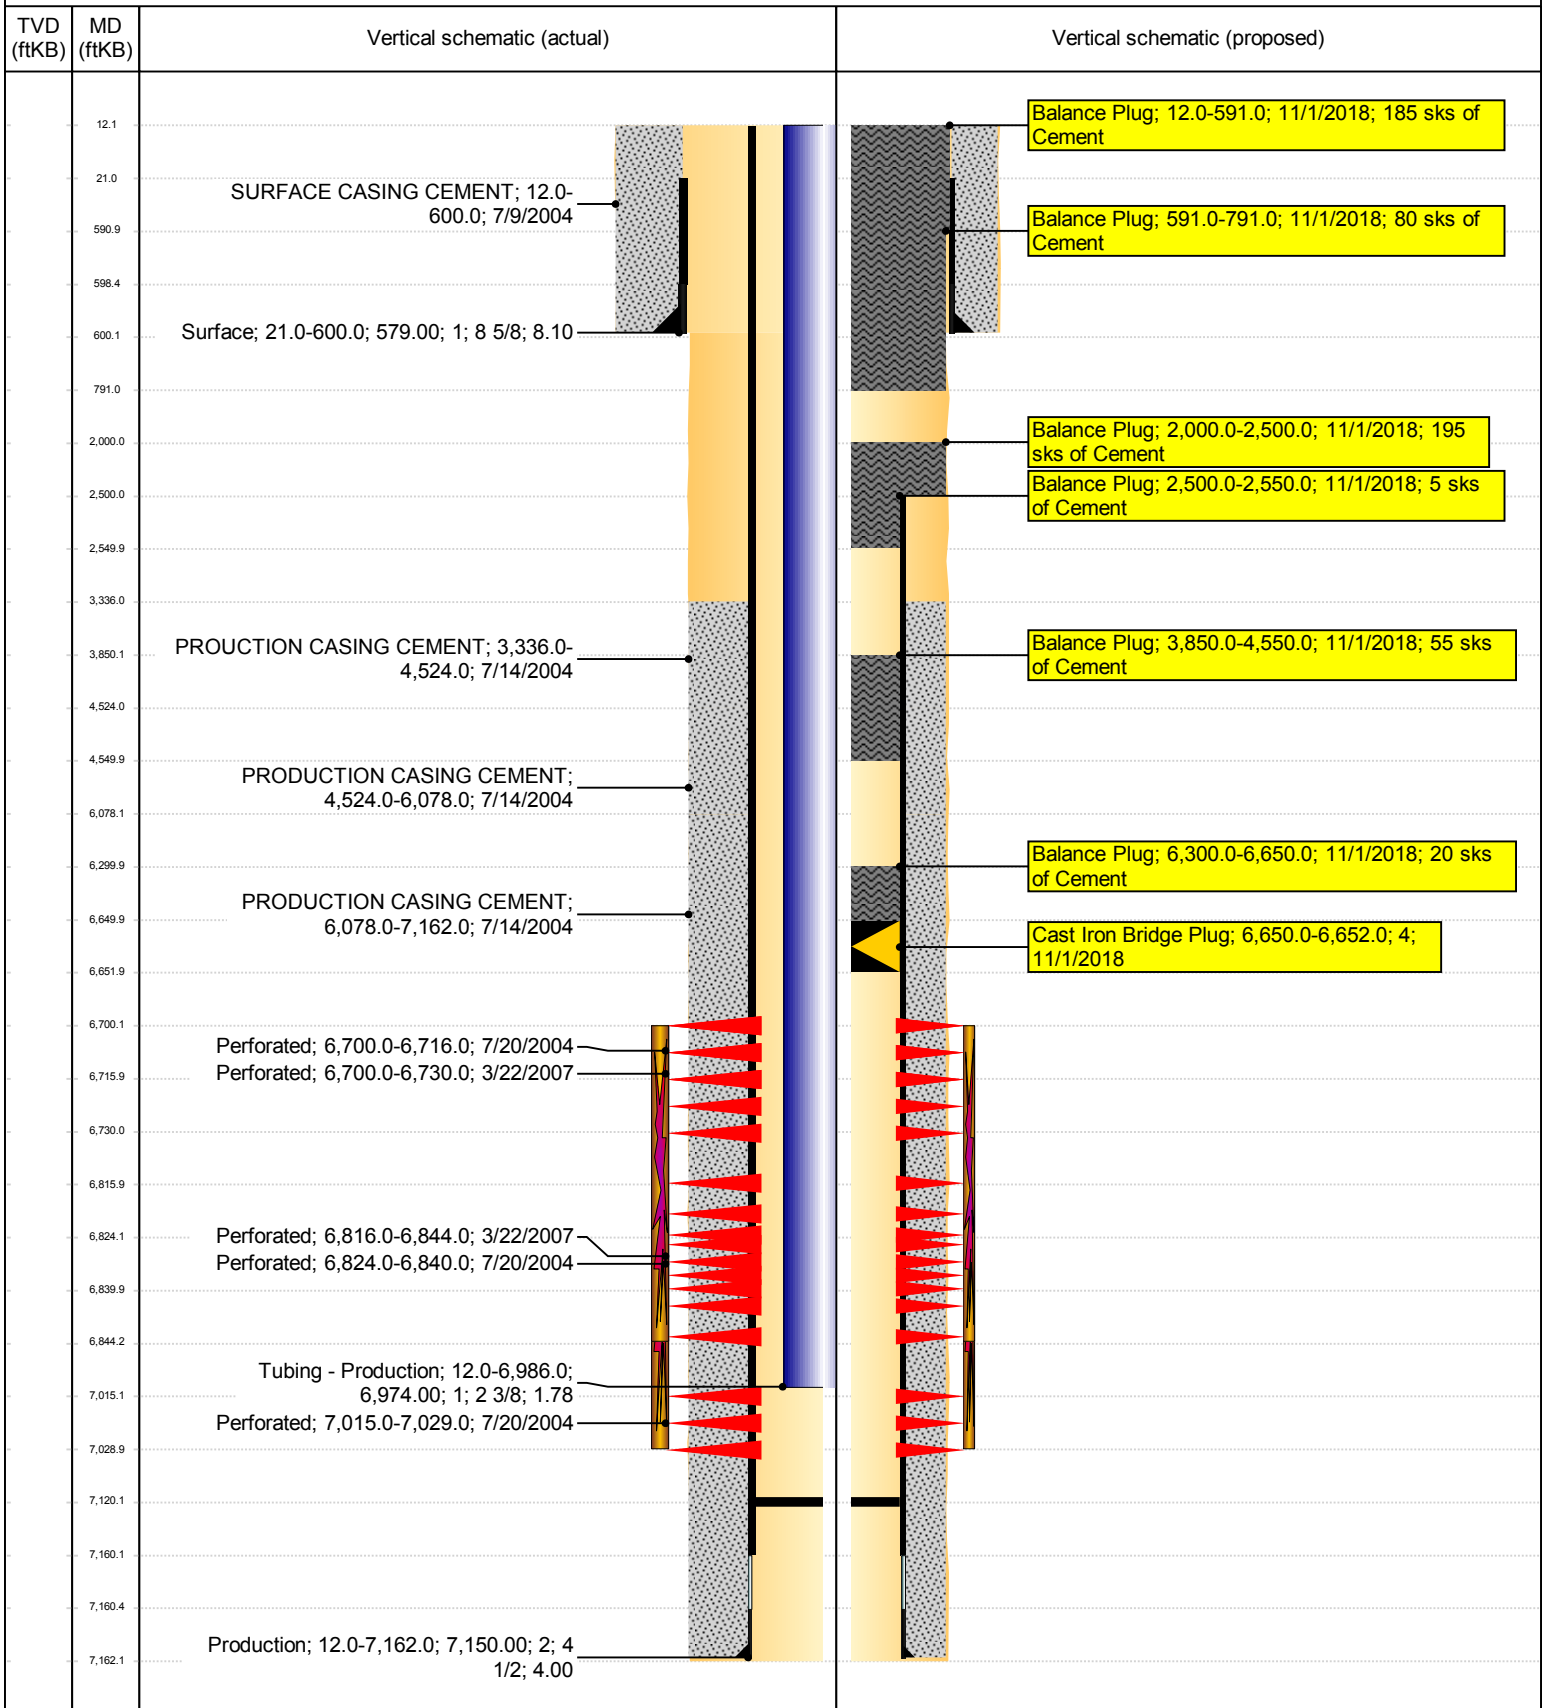 TVD
(ftKB)
MD
(ftKB)
Vertical schematic (actual)
Vertical schematic (proposed)
12.1
21.0
590.9
598.4
600.1
791.0
2,000.0
2,500.0
2,549.9
3,336.0
3,850.1
4,524.0
4,549.9
6,078.1
6,299.9
6,649.9
6,651.9
6,700.1
6,715.9
6,730.0
6,815.9
6,824.1
6,839.9
6,844.2
7,015.1
7,028.9
7,120.1
7,160.1
7,160.4
7,162.1
SURFACE CASING CEMENT; 12.0-
600.0; 7/9/2004
Surface; 21.0-600.0; 579.00; 1; 8 5/8; 8.10
PROUCTION CASING CEMENT; 3,336.0-
4,524.0; 7/14/2004
PRODUCTION CASING CEMENT;
4,524.0-6,078.0; 7/14/2004
PRODUCTION CASING CEMENT;
6,078.0-7,162.0; 7/14/2004
Perforated; 6,700.0-6,716.0; 7/20/2004
Perforated; 6,700.0-6,730.0; 3/22/2007
Perforated; 6,816.0-6,844.0; 3/22/2007
Perforated; 6,824.0-6,840.0; 7/20/2004
Tubing - Production; 12.0-6,986.0;
6,974.00; 1; 2 3/8; 1.78
Perforated; 7,015.0-7,029.0; 7/20/2004
Production; 12.0-7,162.0; 7,150.00; 2; 4
1/2; 4.00
Balance Plug; 12.0-591.0; 11/1/2018; 185 sks of
Cement
Balance Plug; 591.0-791.0; 11/1/2018; 80 sks of
Cement
Balance Plug; 2,000.0-2,500.0; 11/1/2018; 195
sks of Cement
Balance Plug; 2,500.0-2,550.0; 11/1/2018; 5 sks
of Cement
Balance Plug; 3,850.0-4,550.0; 11/1/2018; 55 sks
of Cement
Balance Plug; 6,300.0-6,650.0; 11/1/2018; 20 sks
of Cement
Cast Iron Bridge Plug; 6,650.0-6,652.0; 4;
11/1/2018